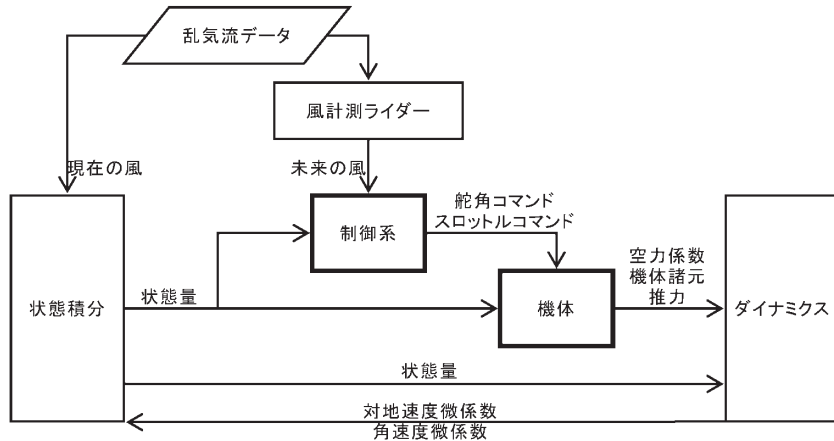 乱気流データ
風計測ライダー
現在の風
未来の風
舵角コマンド
スロットルコマンド
制御系
空力係数
機体諸元
推力
状態積分
状態量
機体
ダイナミクス
状態量
対地速度微係数
角速度微係数